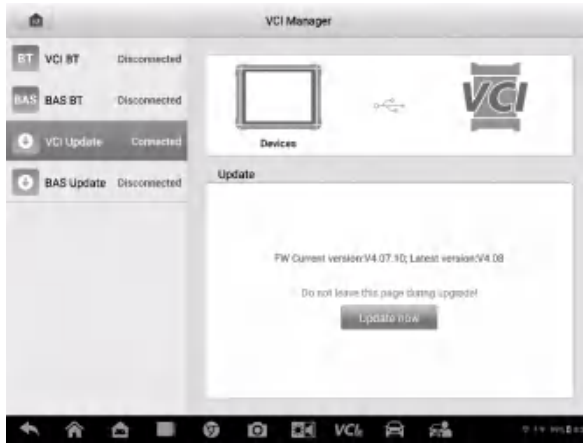 VCI Manager
BT VCI BT Disconnected
BAS BAS BT Disconnected
VCI Update Connected
BAS Update Disconnected
VCI
Devices
Update
FW Current version:V4.07.10; Latest version:V4.08
Do not leave this page during upgrade!
Update now
VCI